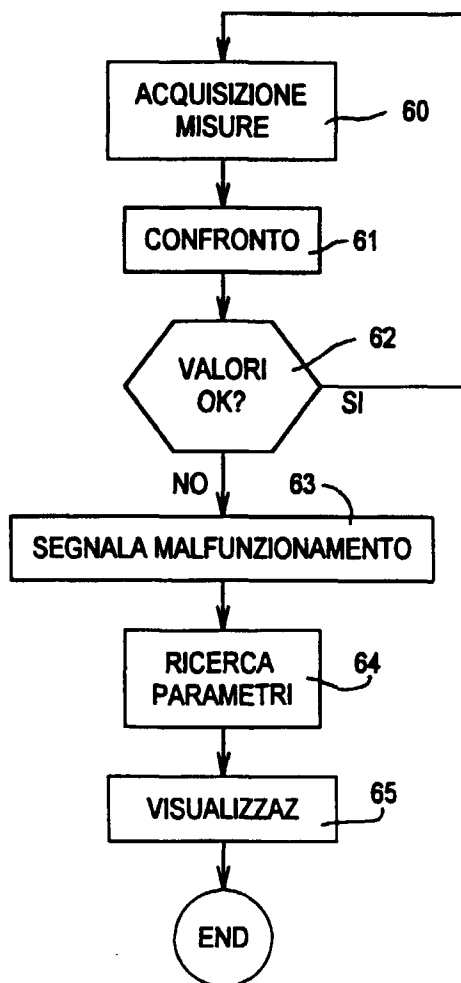 ACQUISIZIONE
MISURE
60
CONFRONTO
61
VALORI
OK?
62
SI
NO
63
SEGNALA MALFUNZIONAMENTO
RICERCA
PARAMETRI
64
VISUALIZZAZ
65
END